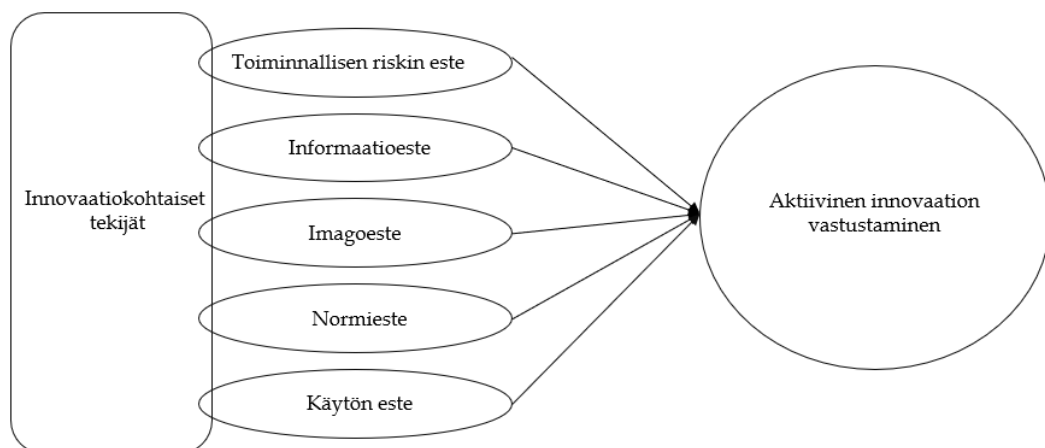 Innovaatiokohtaiset
tekijät
Toiminnallisen riskin este
Informaatioeste
Imagoeste
Normieste
Käytön este
Aktiivinen innovaation
vastustaminen